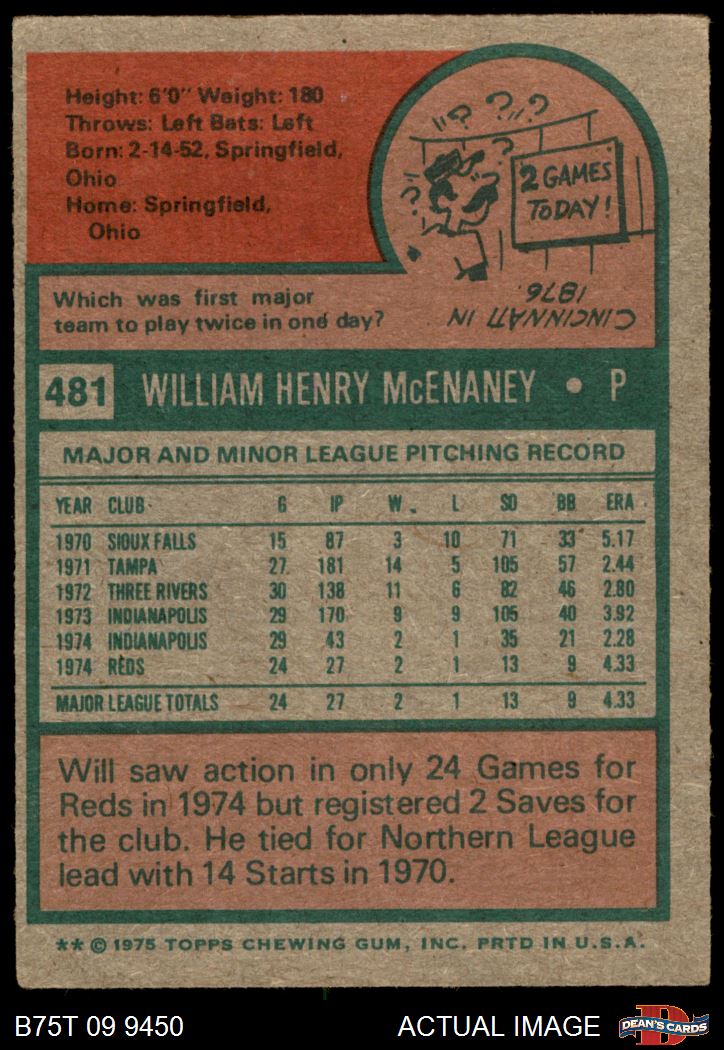 Height: 6'0" Weight: 180
Throws: Left Bats: Left
Born: 2-14-52, Springfield,
Ohio
Home: Springfield,
Ohio
? ? ?
2 GAMES
TODAY!
Which was first major
team to play twice in one day?
CINCINNATI IN
1876.
481 WILLIAM HENRY McENANEY • P
MAJOR AND MINOR LEAGUE PITCHING RECORD
YEAR CLUB G IP W L SO BB ERA
1970 SIOUX FALLS 15 87 3 10 71 33 5.17
1971 TAMPA 27 181 14 5 105 57 2.44
1972 THREE RIVERS 30 138 11 6 82 46 2.80
1973 INDIANAPOLIS 29 170 9 9 105 40 3.92
1974 INDIANAPOLIS 29 43 2 1 35 21 2.28
1974 REDS 24 27 2 1 13 9 4.33
MAJOR LEAGUE TOTALS 24 27 2 1 13 9 4.33
Will saw action in only 24 Games for
Reds in 1974 but registered 2 Saves for
the club. He tied for Northern League
lead with 14 Starts in 1970.
** © 1975 TOPPS CHEWING GUM, INC. PRTD IN U.S.A.
B75T 09 9450 ACTUAL IMAGE D DEAN'S CARDS